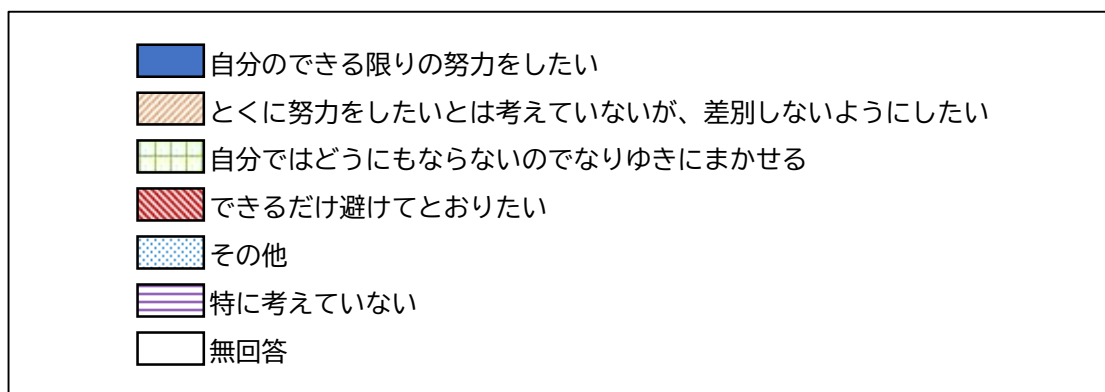 自分のできる限りの努力をしたい
とくに努力をしたいとは考えていないが、差別しないようにしたい
自分ではどうにもならないのでなりゆきにまかせる
できるだけ避けてとおりたい
その他
特に考えていない
無回答